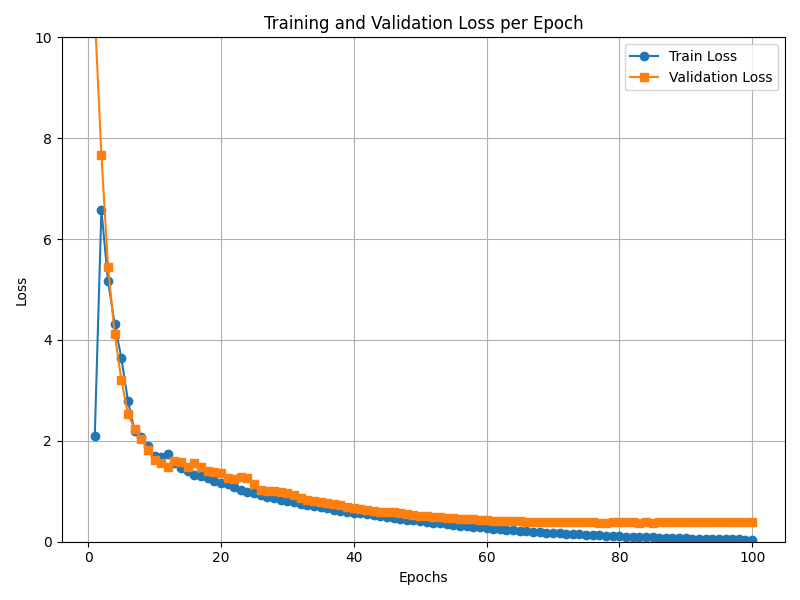 Training and Validation Loss per Epoch
Train Loss
Validation Loss
10
8
6
4
2
0
Loss
0 20 40 60 80 100
Epochs